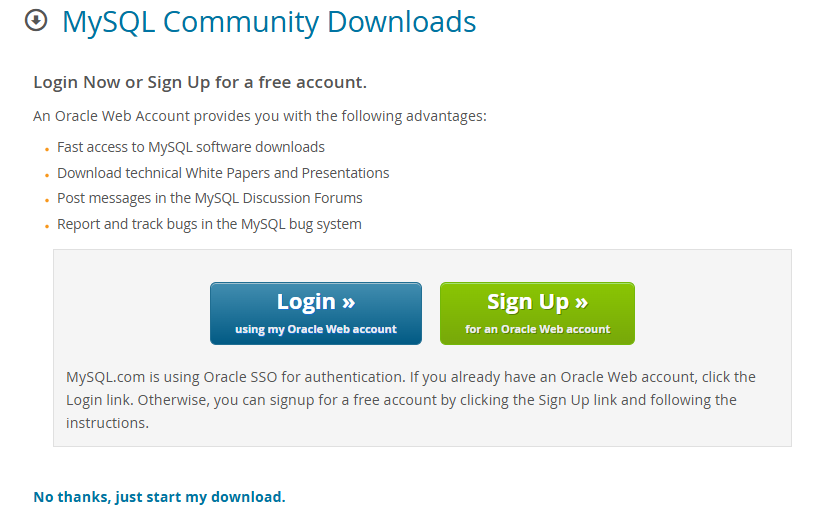 MySQL Community Downloads
Login Now or Sign Up for a free account.
An Oracle Web Account provides you with the following advantages:
Fast access to MySQL software downloads
Download technical White Papers and Presentations
Post messages in the MySQL Discussion Forums
Report and track bugs in the MySQL bug system
Login »
using my Oracle Web account
Sign Up »
for an Oracle Web account
MySQL.com is using Oracle SSO for authentication. If you already have an Oracle Web account, click the
Login link. Otherwise, you can signup for a free account by clicking the Sign Up link and following the
instructions.
No thanks, just start my download.